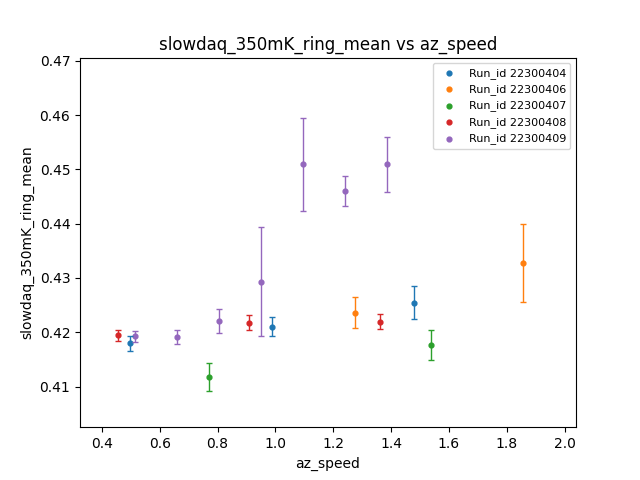 slowdaq_350mK_ring_mean vs az_speed
slowdaq_350mK_ring_mean
0.47
0.46
0.45
0.44
0.43
0.42
0.41
Run_id 22300404
Run_id 22300406
Run_id 22300407
Run_id 22300408
Run_id 22300409
0.4 0.6 0.8 1.0 1.2 1.4 1.6 1.8 2.0
az_speed